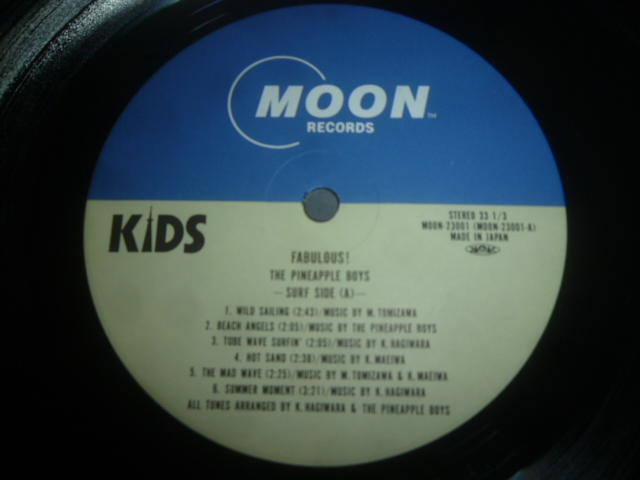 MOON™
RECORDS
KiDS
STEREO 33 1/3
MOON-23001 (MOON-23001-A)
MADE IN JAPAN
FABULOUS!
THE PINEAPPLE BOYS
—SURF SIDE (A)—
1. WILD SAILING (2:43)/MUSIC BY M.TOMIZAWA
2. BEACH ANGELS (2:05)/MUSIC BY THE PINEAPPLE BOYS
3. TUBE WAVE SURFIN' (2:05)/MUSIC BY K.HAGIWARA
4. HOT SAND (2:38)/MUSIC BY K.MAEIWA
5. THE MAD WAVE (2:25)/MUSIC BY M.TOMIZAWA & K.MAEIWA
6. SUMMER MOMENT (3:21)/MUSIC BY K.HAGIWARA
ALL TUNES ARRANGED BY K.HAGIWARA & THE PINEAPPLE BOYS